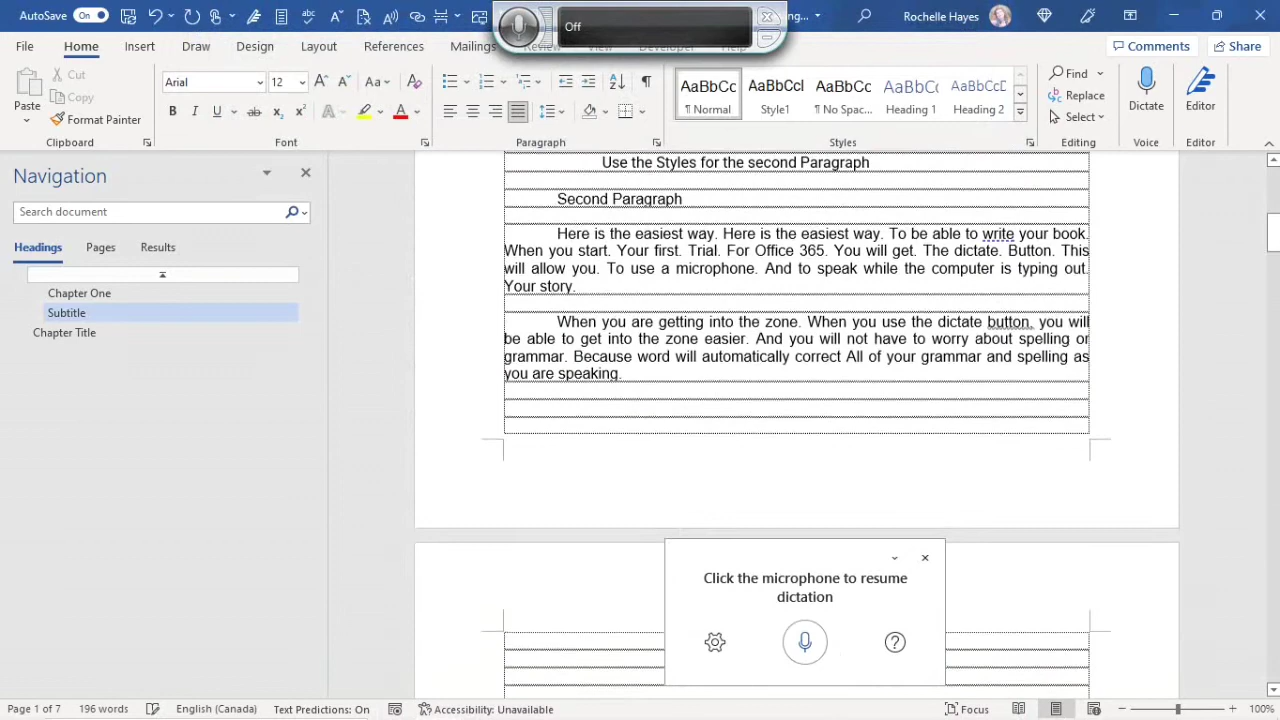 On
Off
ng...
Rochelle Hayes
File Home Insert Draw Design Layout References Mailings Review View Developer
Comments Share
Paste
Cut
Copy
Format Painter
Clipboard
Arial 12
Font
Paragraph
AaBbCc
¶ Normal
AaBbCcI
Style1
AaBbCc
¶ No Spac...
AaBbC
Heading 1
AaBbCcD
Heading 2
Styles
Find
Replace
Select
Editing
Dictate
Voice
Editor
Editor
Navigation
Search document
Headings Pages Results
Chapter One
Subtitle
Charter Title
Use the Styles for the second Paragraph
Second Paragraph
Here is the easiest way. Here is the easiest way. To be able to write your book.
When you start. Your first. Trial. For Office 365. You will get. The dictate. Button. This
will allow you. To use a microphone. And to speak while the computer is typing out.
Your story.
When you are getting into the zone. When you use the dictate button, you will
be able to get into the zone easier. And you will not have to worry about spelling or
grammar. Because word will automatically correct All of your grammar and spelling as
you are speaking.
Click the microphone to resume
dictation
Page 1 of 7 196 words English (Canada) Text Predictions: On Accessibility: Unavailable Focus 100%